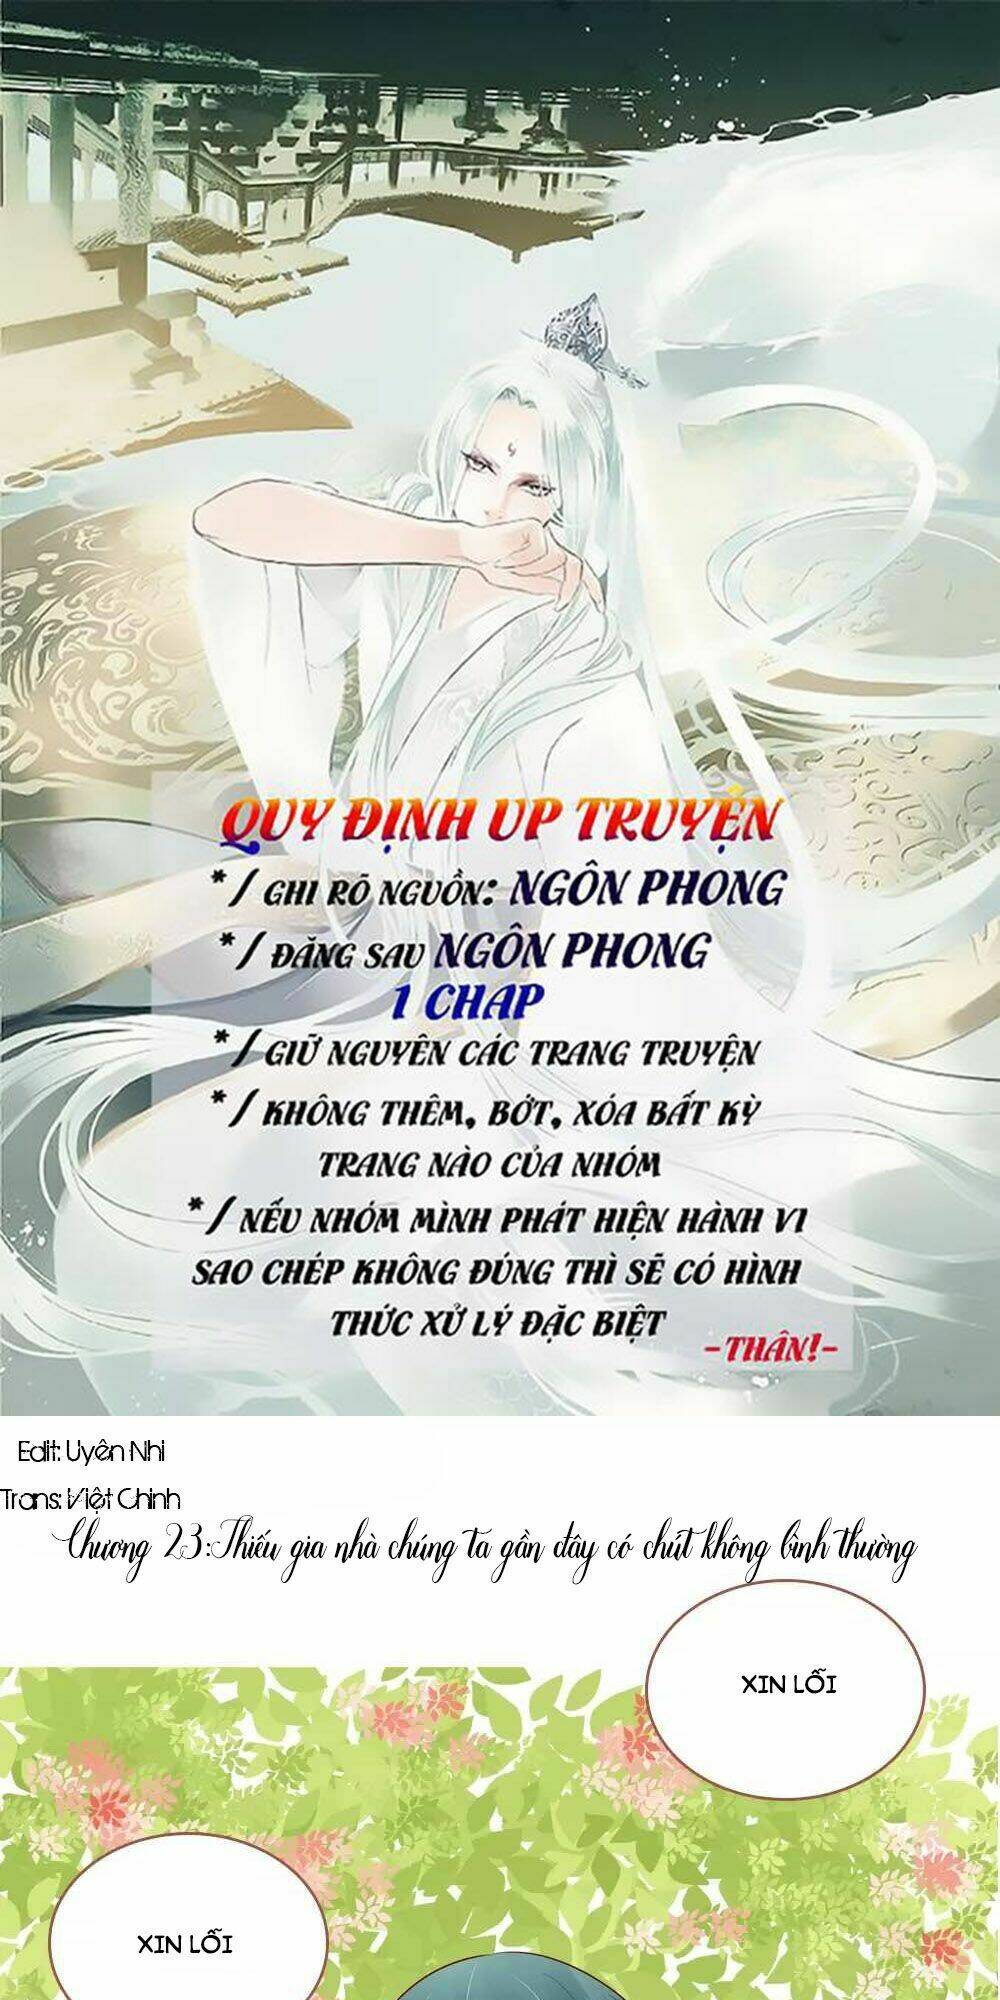 QUY ĐỊNH UP TRUYỆN
*/ GHI RÕ NGUỒN: NGÔN PHONG
*/ ĐĂNG SAU NGÔN PHONG
1 CHAP
*/ GIỮ NGUYÊN CÁC TRANG TRUYỆN
*/ KHÔNG THÊM, BỚT, XÓA BẤT KỲ
TRANG NÀO CỦA NHÓM
*/ NẾU NHÓM MÌNH PHÁT HIỆN HÀNH VI
SAO CHÉP KHÔNG ĐÚNG THÌ SẼ CÓ HÌNH
THỨC XỬ LÝ ĐẶC BIỆT
-THÂN!-
Edit: Uyên Nhi
Trans: Việt Chinh
Chương 23:Thiếu gia nhà chúng ta gần đây có chút không bình thường
XIN LỖI
XIN LỖI